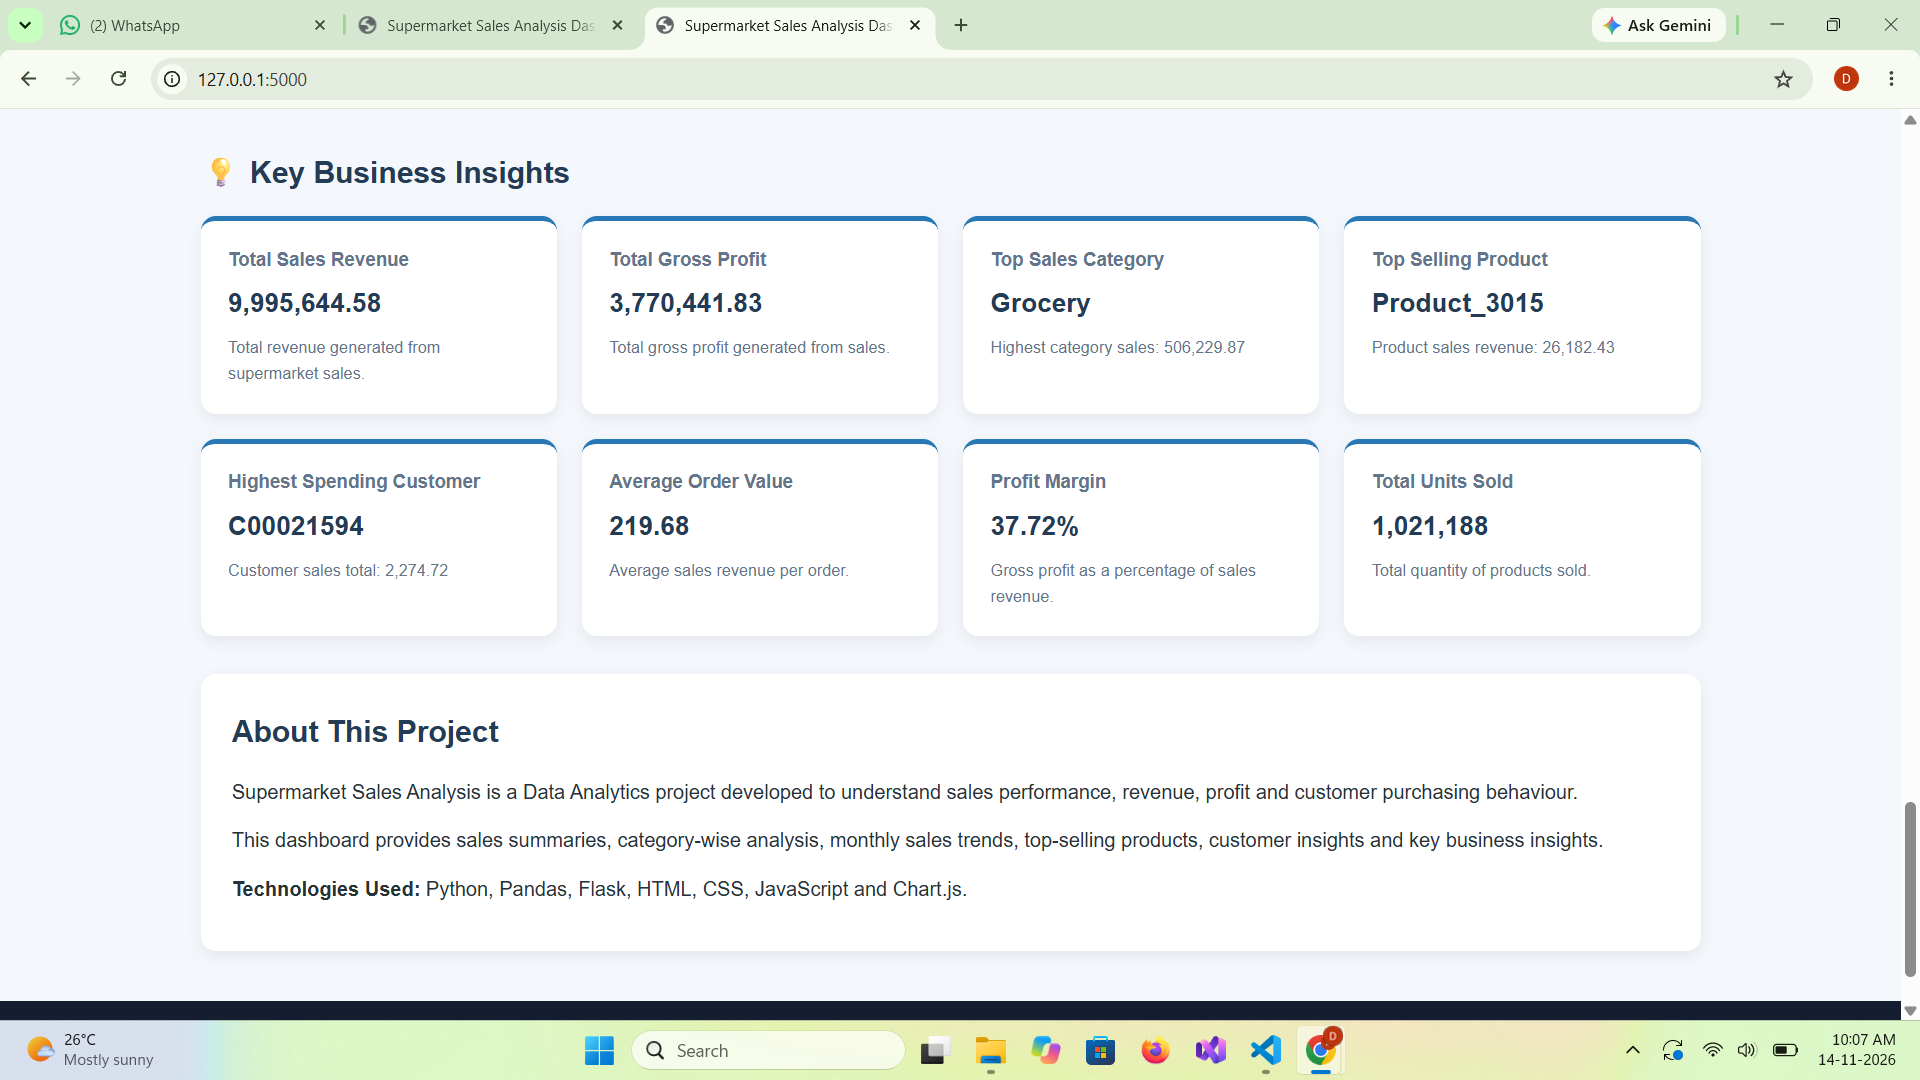 (2) WhatsApp
Supermarket Sales Analysis Das
Supermarket Sales Analysis Das
Ask Gemini
127.0.0.1:5000
D
Key Business Insights
Total Sales Revenue
9,995,644.58
Total revenue generated from
supermarket sales.
Total Gross Profit
3,770,441.83
Total gross profit generated from sales.
Top Sales Category
Grocery
Highest category sales: 506,229.87
Top Selling Product
Product_3015
Product sales revenue: 26,182.43
Highest Spending Customer
C00021594
Customer sales total: 2,274.72
Average Order Value
219.68
Average sales revenue per order.
Profit Margin
37.72%
Gross profit as a percentage of sales
revenue.
Total Units Sold
1,021,188
Total quantity of products sold.
About This Project
Supermarket Sales Analysis is a Data Analytics project developed to understand sales performance, revenue, profit and customer purchasing behaviour.
This dashboard provides sales summaries, category-wise analysis, monthly sales trends, top-selling products, customer insights and key business insights.
Technologies Used: Python, Pandas, Flask, HTML, CSS, JavaScript and Chart.js.
26°C
Mostly sunny
Search
D
10:07 AM
14-11-2026